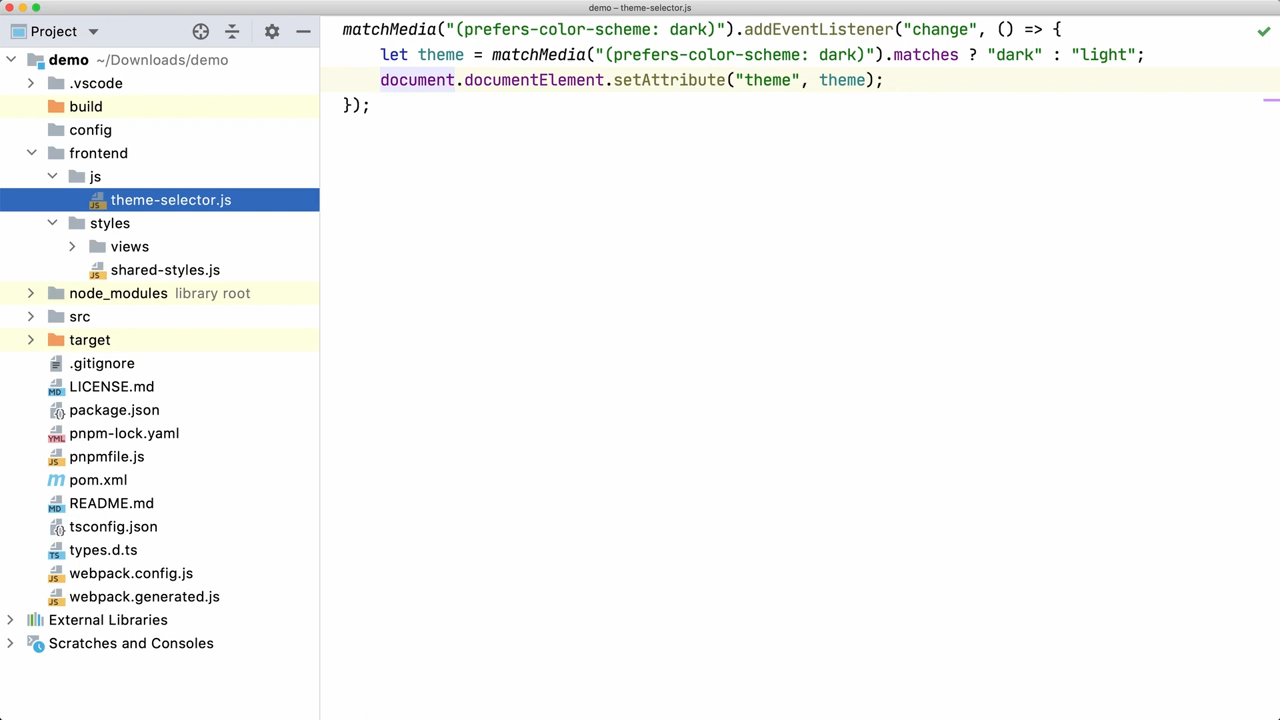 demo – theme-selector.js
Project
demo ~/Downloads/demo
.vscode
build
config
frontend
js
theme-selector.js
styles
views
shared-styles.js
node_modules library root
src
target
.gitignore
LICENSE.md
package.json
pnpm-lock.yaml
pnpmfile.js
pom.xml
README.md
tsconfig.json
types.d.ts
webpack.config.js
webpack.generated.js
External Libraries
Scratches and Consoles
matchMedia("(prefers-color-scheme: dark)").addEventListener("change", () => {
    let theme = matchMedia("(prefers-color-scheme: dark)").matches ? "dark" : "light";
    document.documentElement.setAttribute("theme", theme);
});